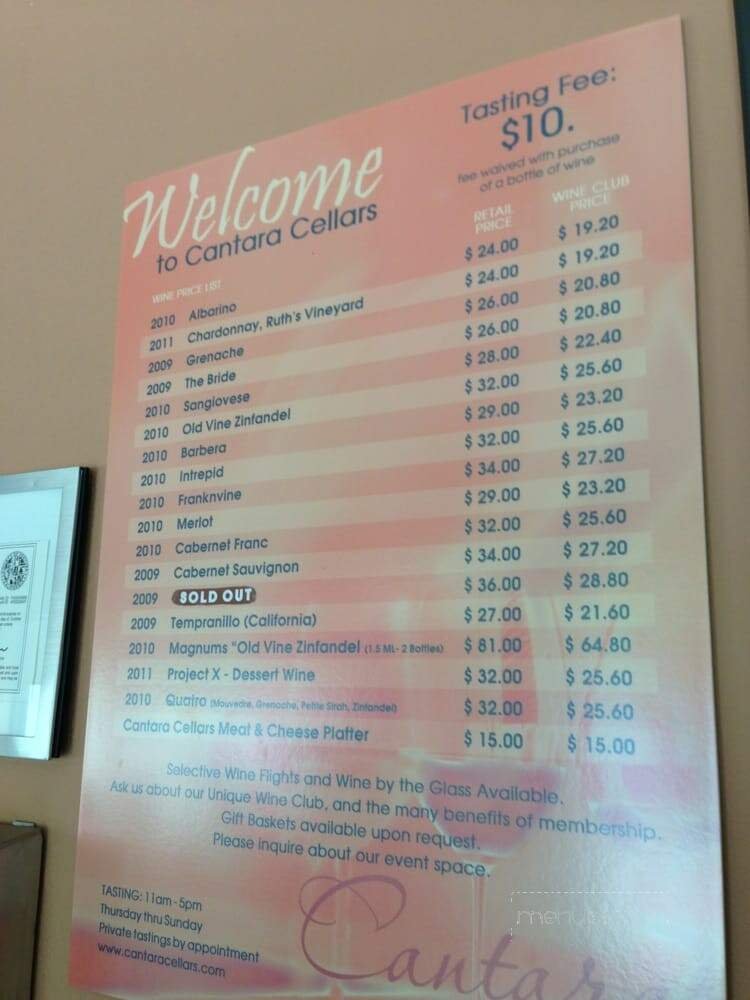 Welcome
to Cantara Cellars
Tasting Fee:
$10.
fee waived with purchase
of a bottle of wine
WINE PRICE LIST RETAIL PRICE WINE CLUB PRICE
2010 Albarino $ 24.00 $ 19.20
2011 Chardonnay, Ruth's Vineyard $ 24.00 $ 19.20
2009 Grenache $ 26.00 $ 20.80
2009 The Bride $ 26.00 $ 20.80
2010 Sangiovese $ 28.00 $ 22.40
2010 Old Vine Zinfandel $ 32.00 $ 25.60
2010 Barbera $ 29.00 $ 23.20
2010 Intrepid $ 32.00 $ 25.60
2010 Franknvine $ 34.00 $ 27.20
2010 Merlot $ 29.00 $ 23.20
2010 Cabernet Franc $ 32.00 $ 25.60
2009 Cabernet Sauvignon $ 34.00 $ 27.20
2009 SOLD OUT $ 36.00 $ 28.80
2009 Tempranillo (California) $ 27.00 $ 21.60
2010 Magnums "Old Vine Zinfandel (1.5 ML- 2 Bottles) $ 81.00 $ 64.80
2011 Project X - Dessert Wine $ 32.00 $ 25.60
2010 Quatro (Mouvedre, Grenache, Petite Sirah, Zinfandel) $ 32.00 $ 25.60
Cantara Cellars Meat & Cheese Platter $ 15.00 $ 15.00
Selective Wine Flights and Wine by the Glass Available.
Ask us about our Unique Wine Club, and the many benefits of membership.
Gift Baskets available upon request.
Please inquire about our event space.
TASTING: 11am - 5pm
Thursday thru Sunday
Private tastings by appointment
www.cantaracellars.com
Cantara